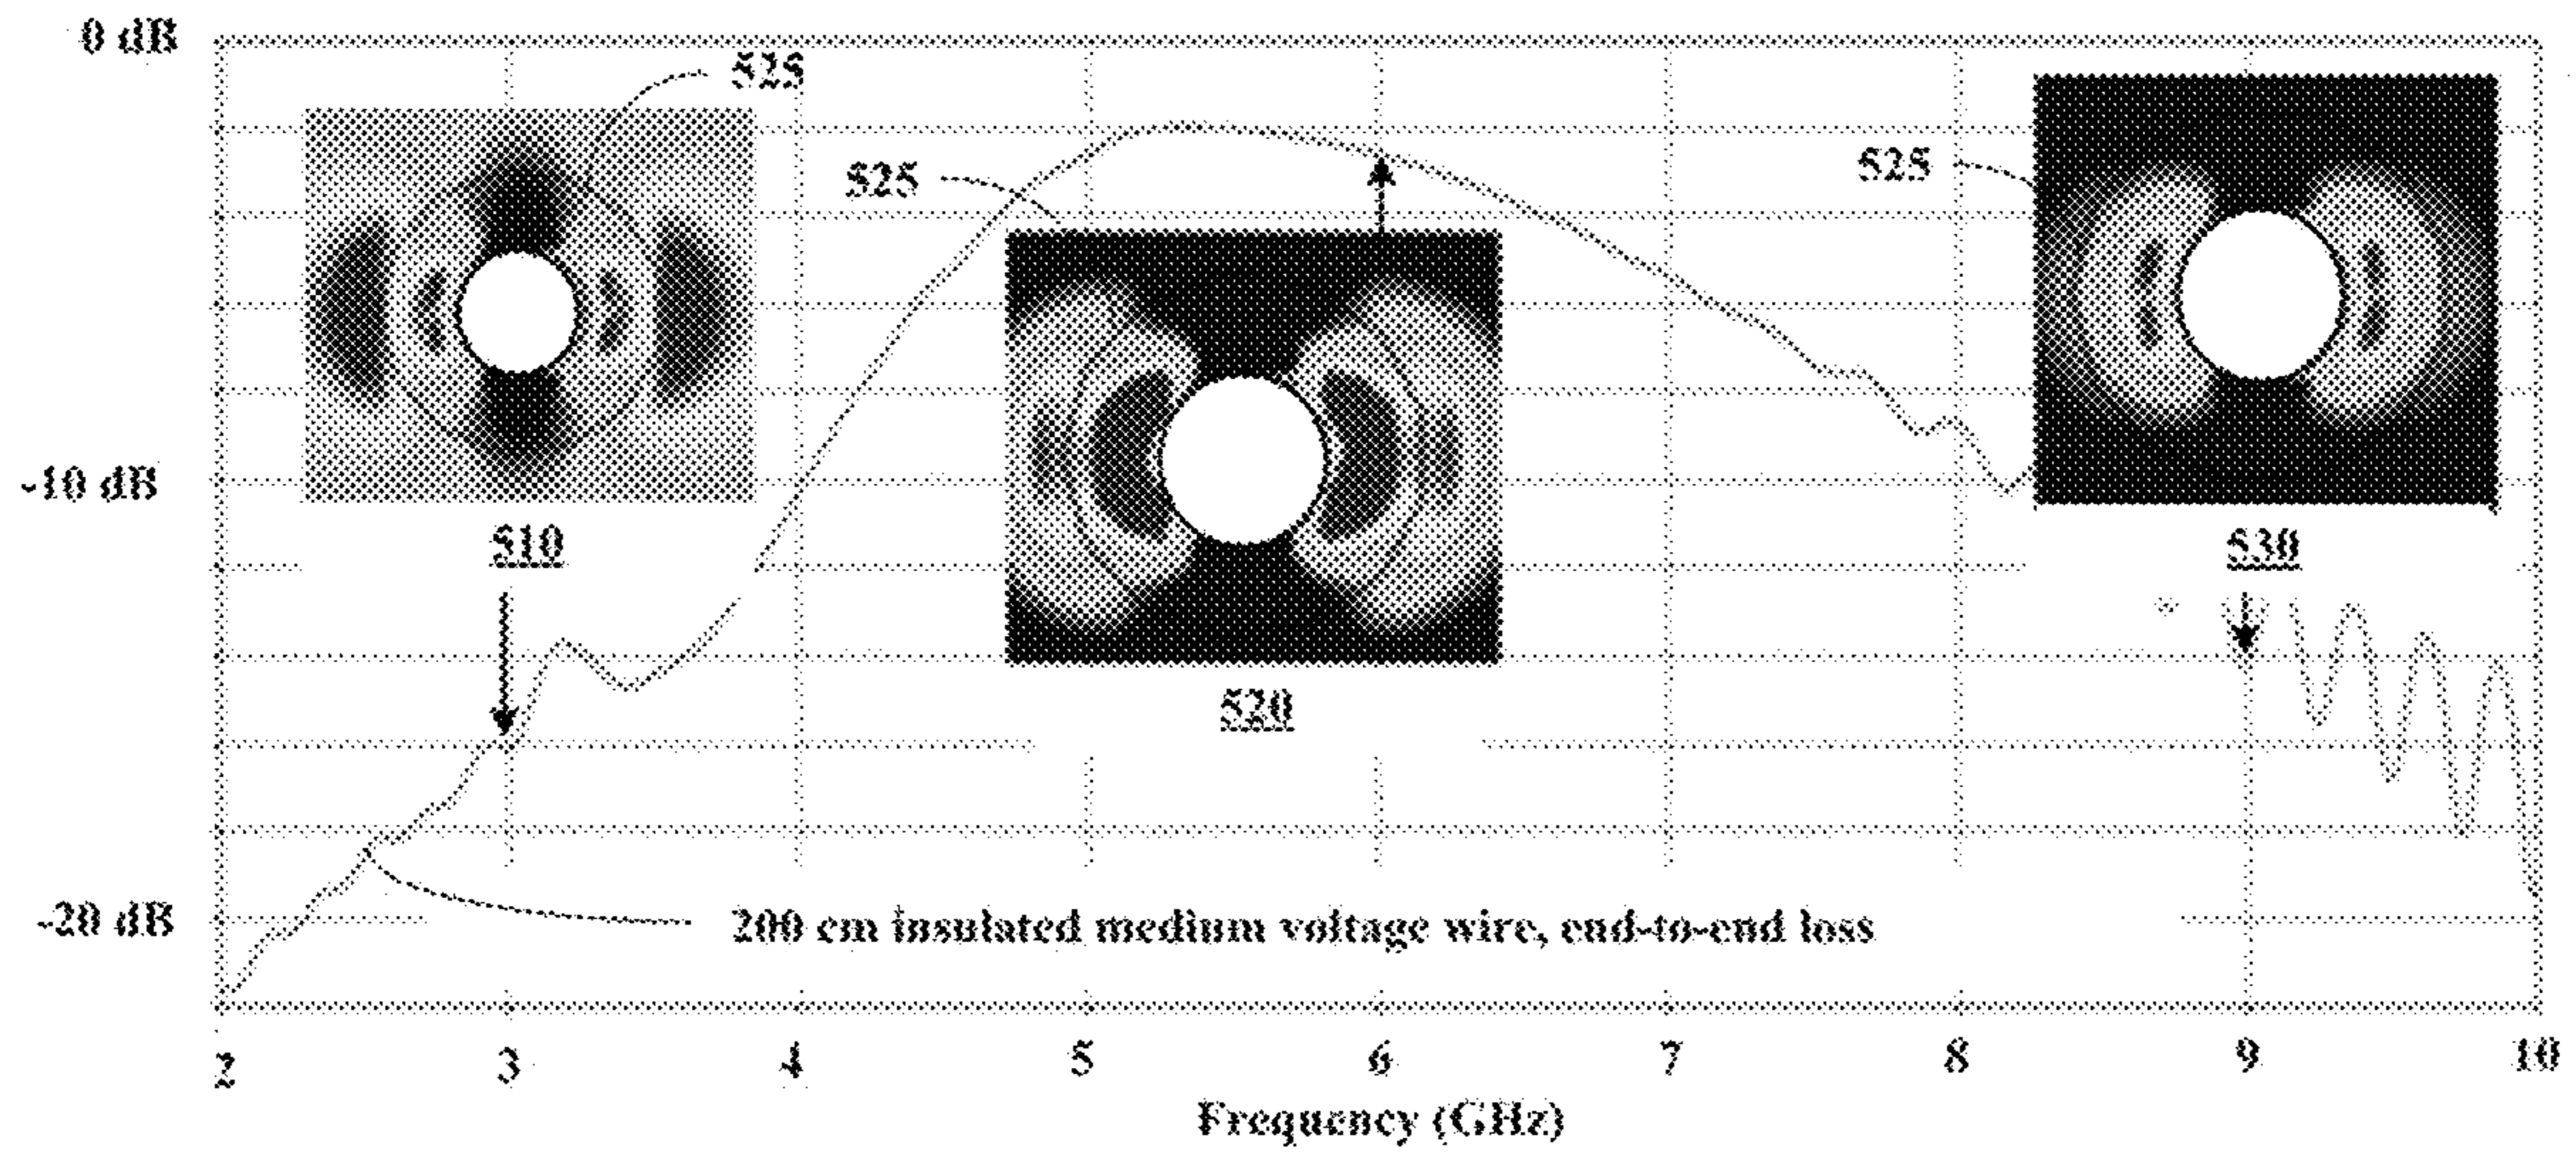 0 dB
525
525
525
-10 dB
510
530
520
-20 dB
200 cm insulated medium voltage wire, end-to-end loss
2 3 4 5 6 7 8 9 10
Frequency (GHz)